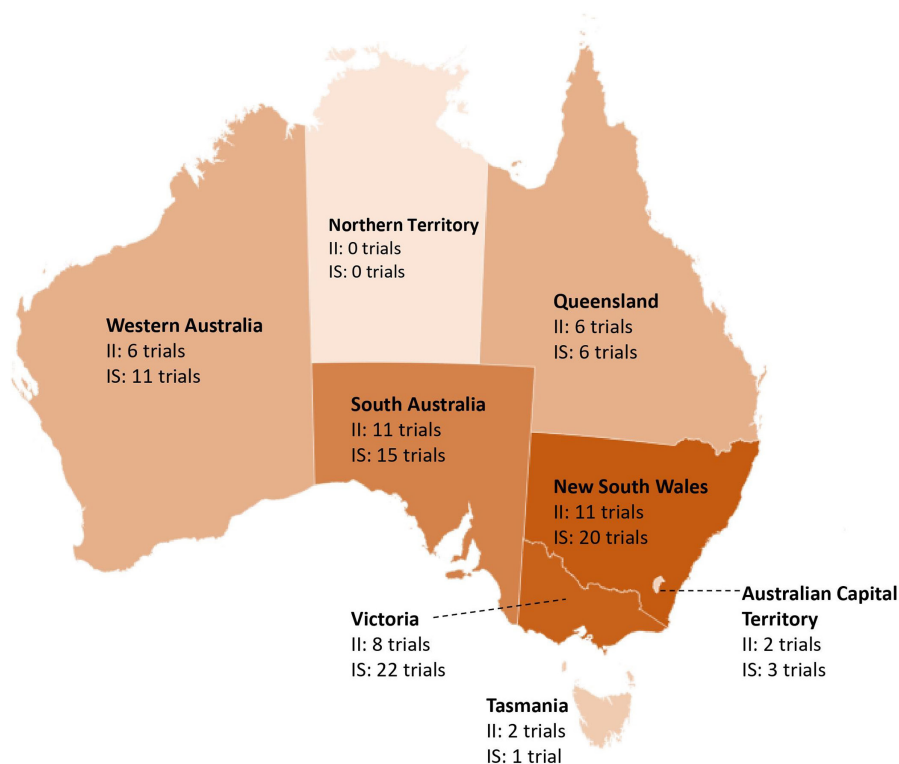 Northern Territory
II: 0 trials
IS: 0 trials
Queensland
II: 6 trials
IS: 6 trials
Western Australia
II: 6 trials
IS: 11 trials
South Australia
II: 11 trials
IS: 15 trials
New South Wales
II: 11 trials
IS: 20 trials
Australian Capital
Territory
II: 2 trials
IS: 3 trials
Victoria
II: 8 trials
IS: 22 trials
Tasmania
II: 2 trials
IS: 1 trial